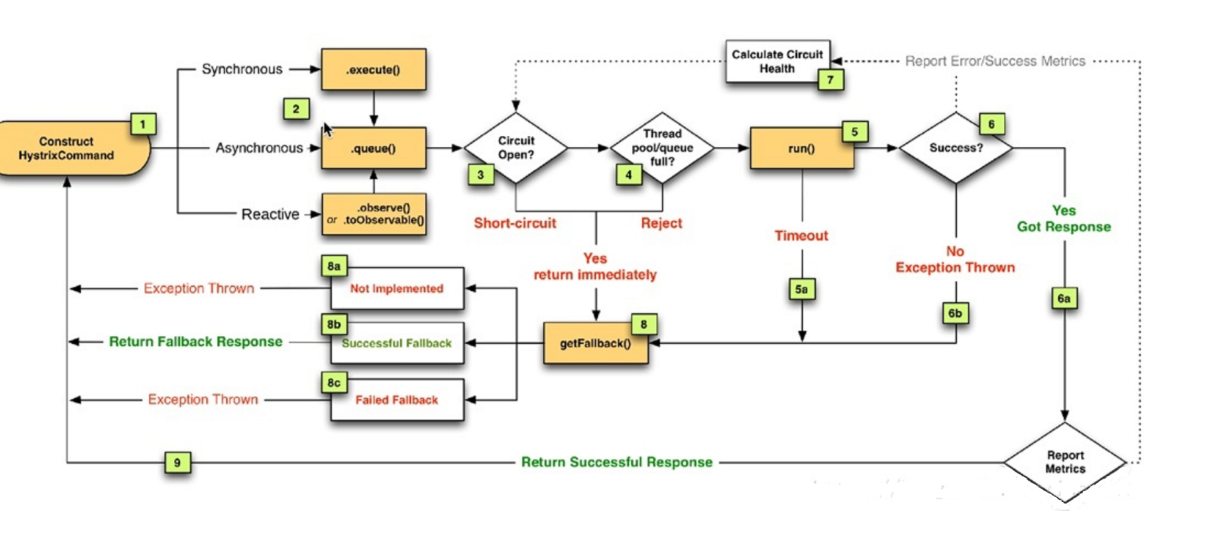 Calculate Circuit
Health
7
Report Error/Success Metrics
Synchronous
.execute()
1
2
Construct
HystrixCommand
Asynchronous
.queue()
Circuit
Open?
3
Thread
pool/queue
full?
4
run()
5
Success?
6
Reactive
.observe()
or .toObservable()
Short-circuit
Reject
Yes
return immediately
Timeout
No
Exception Thrown
Yes
Got Response
5a
6b
6a
8a
Exception Thrown
Not Implemented
8b
Return Fallback Response
Successful Fallback
8
getFallback()
8c
Exception Thrown
Failed Fallback
9
Return Successful Response
Report
Metrics